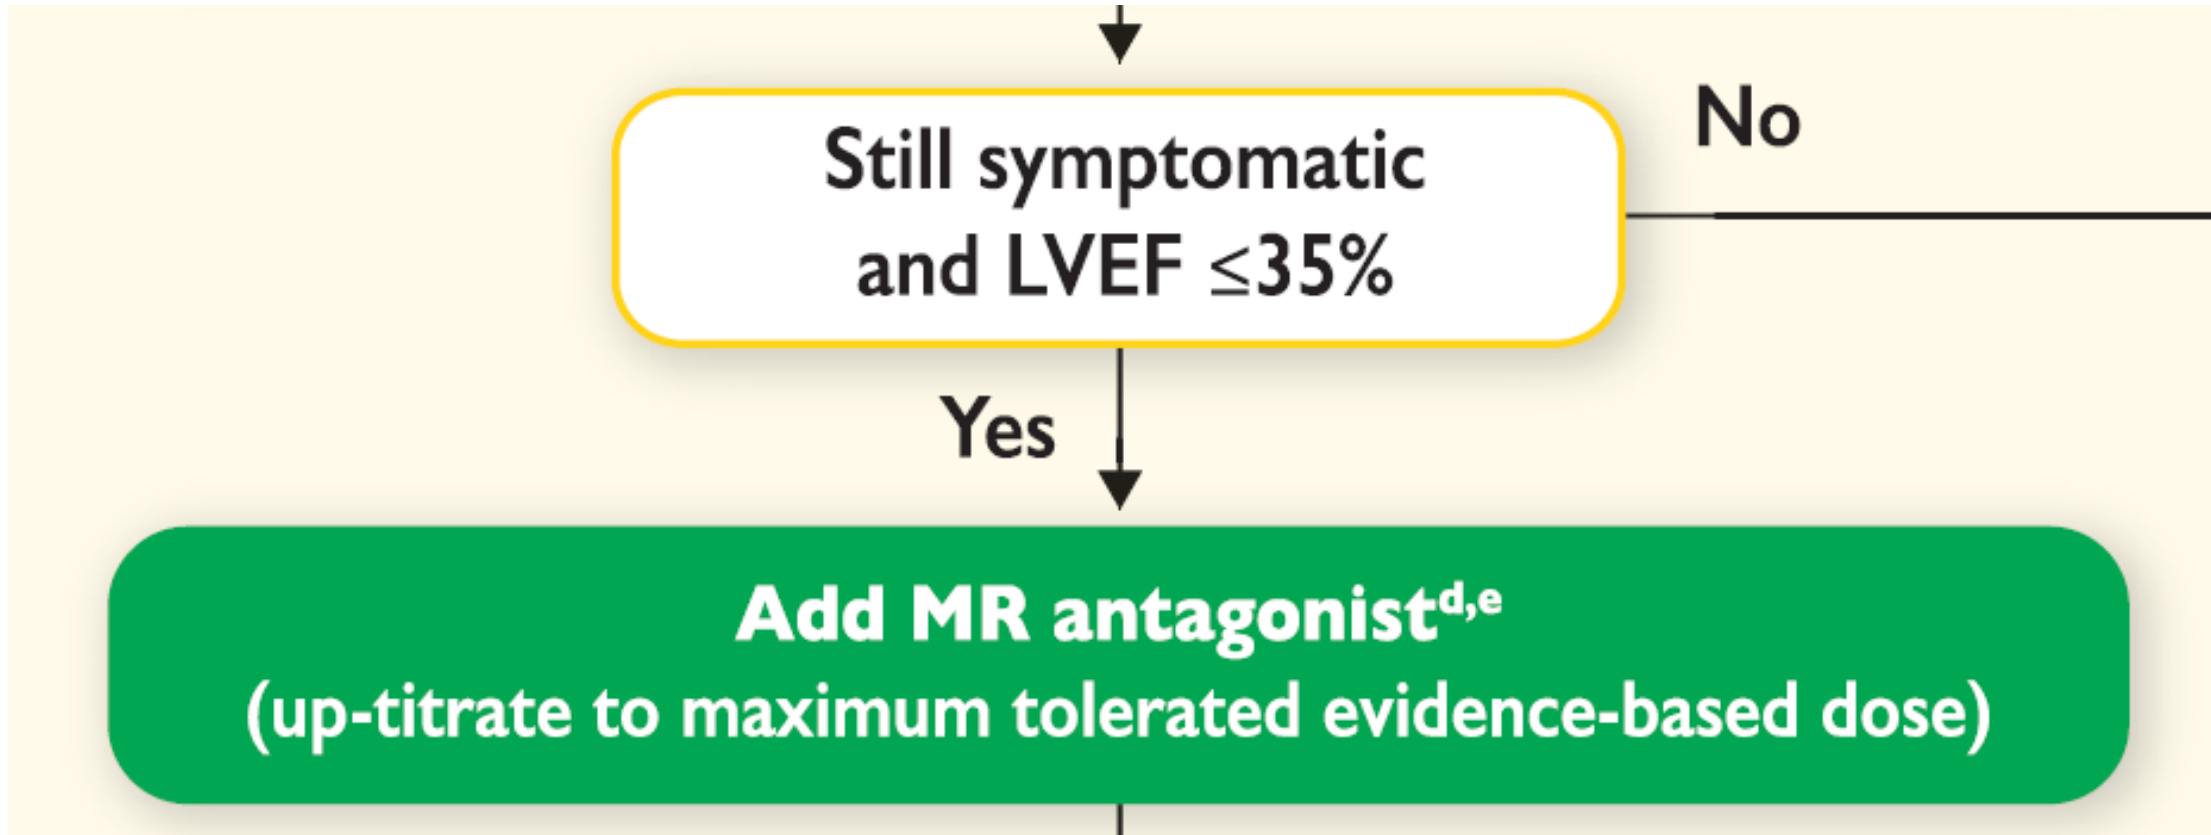 No
Still symptomatic
and LVEF ≤35%
Yes
Add MR antagonistᵈ,ᵉ
(up-titrate to maximum tolerated evidence-based dose)